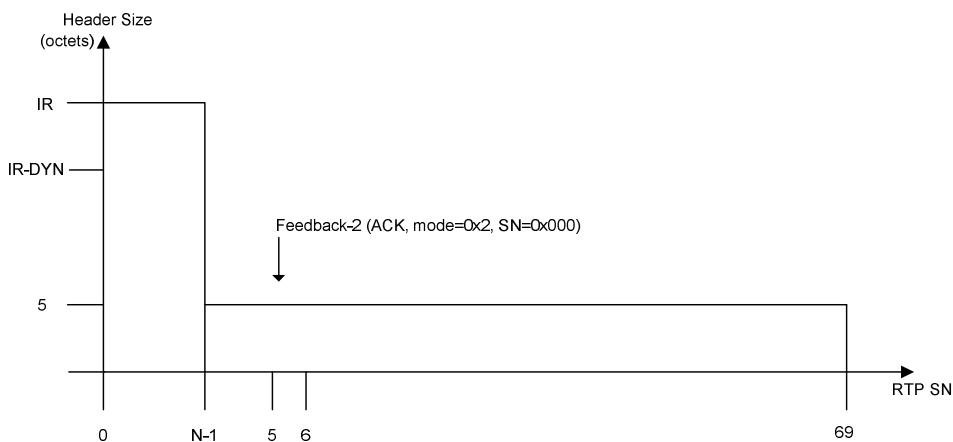 Header Size
(octets)
IR
IR-DYN
Feedback-2 (ACK, mode=0x2, SN=0x000)
5
RTP SN
0 N-1 5 6 69